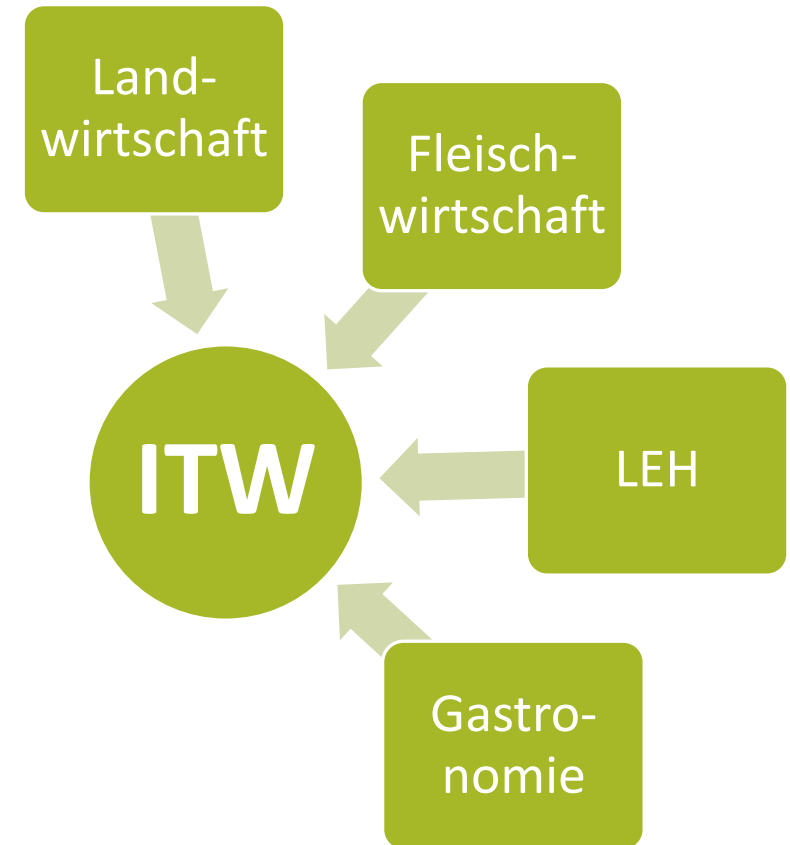 Land-
wirtschaft
Fleisch-
wirtschaft
ITW
LEH
Gastro-
nomie